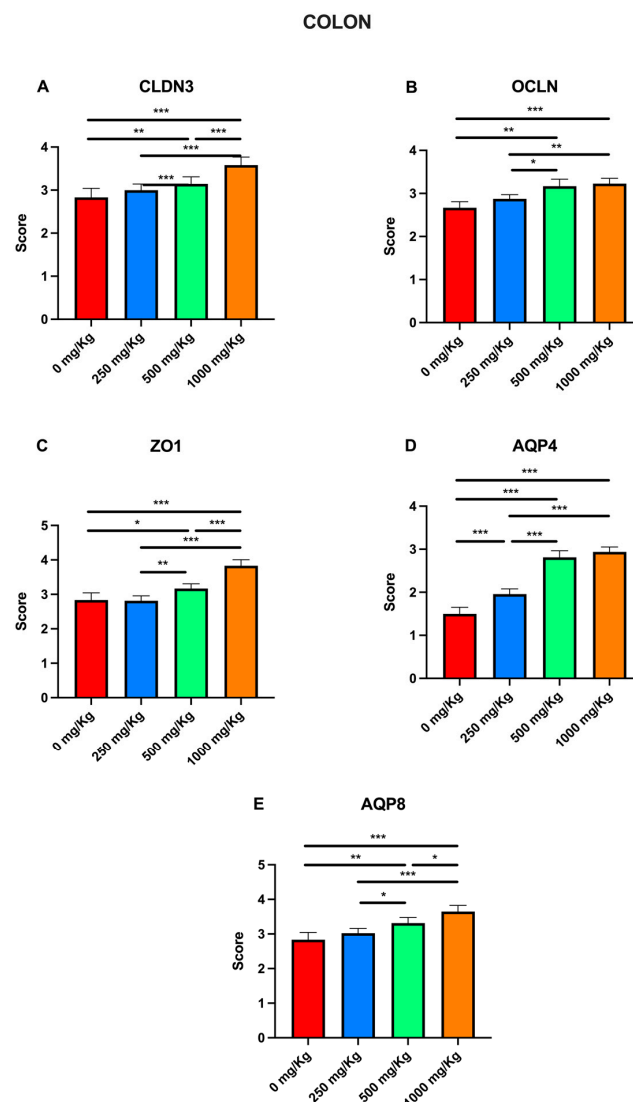 COLON
A CLDN3
***
** ***
***
***
4
3
2
1
0
Score
0 mg/Kg
250 mg/Kg
500 mg/Kg
1000 mg/Kg
B OCLN
***
**
**
*
4
3
2
1
0
Score
0 mg/Kg
250 mg/Kg
500 mg/Kg
1000 mg/Kg
C ZO1
***
* ***
***
**
5
4
3
2
1
0
Score
0 mg/Kg
250 mg/Kg
500 mg/Kg
1000 mg/Kg
D AQP4
***
***
***
*** ***
4
3
2
1
0
Score
0 mg/Kg
250 mg/Kg
500 mg/Kg
1000 mg/Kg
E AQP8
***
** *
***
*
5
4
3
2
1
0
Score
0 mg/Kg
250 mg/Kg
500 mg/Kg
1000 mg/Kg